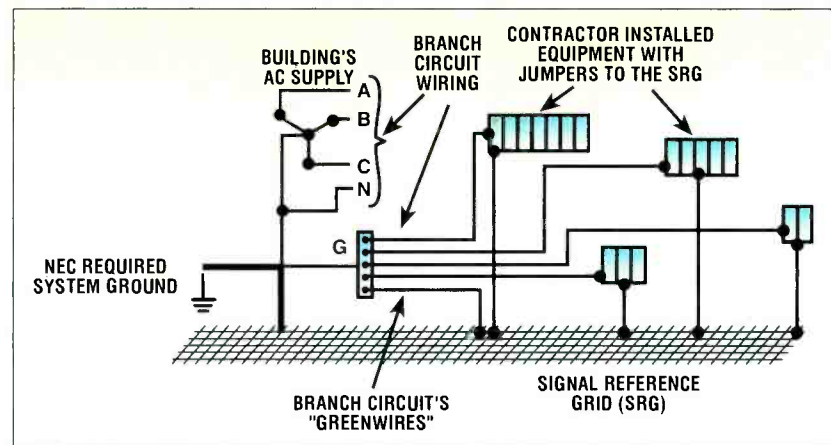 BUILDING'S
AC SUPPLY
BRANCH
CIRCUIT
WIRING
CONTRACTOR INSTALLED
EQUIPMENT WITH
JUMPERS TO THE SRG
A
B
C
N
G
NEC REQUIRED
SYSTEM GROUND
BRANCH CIRCUIT'S
"GREENWIRES"
SIGNAL REFERENCE
GRID (SRG)